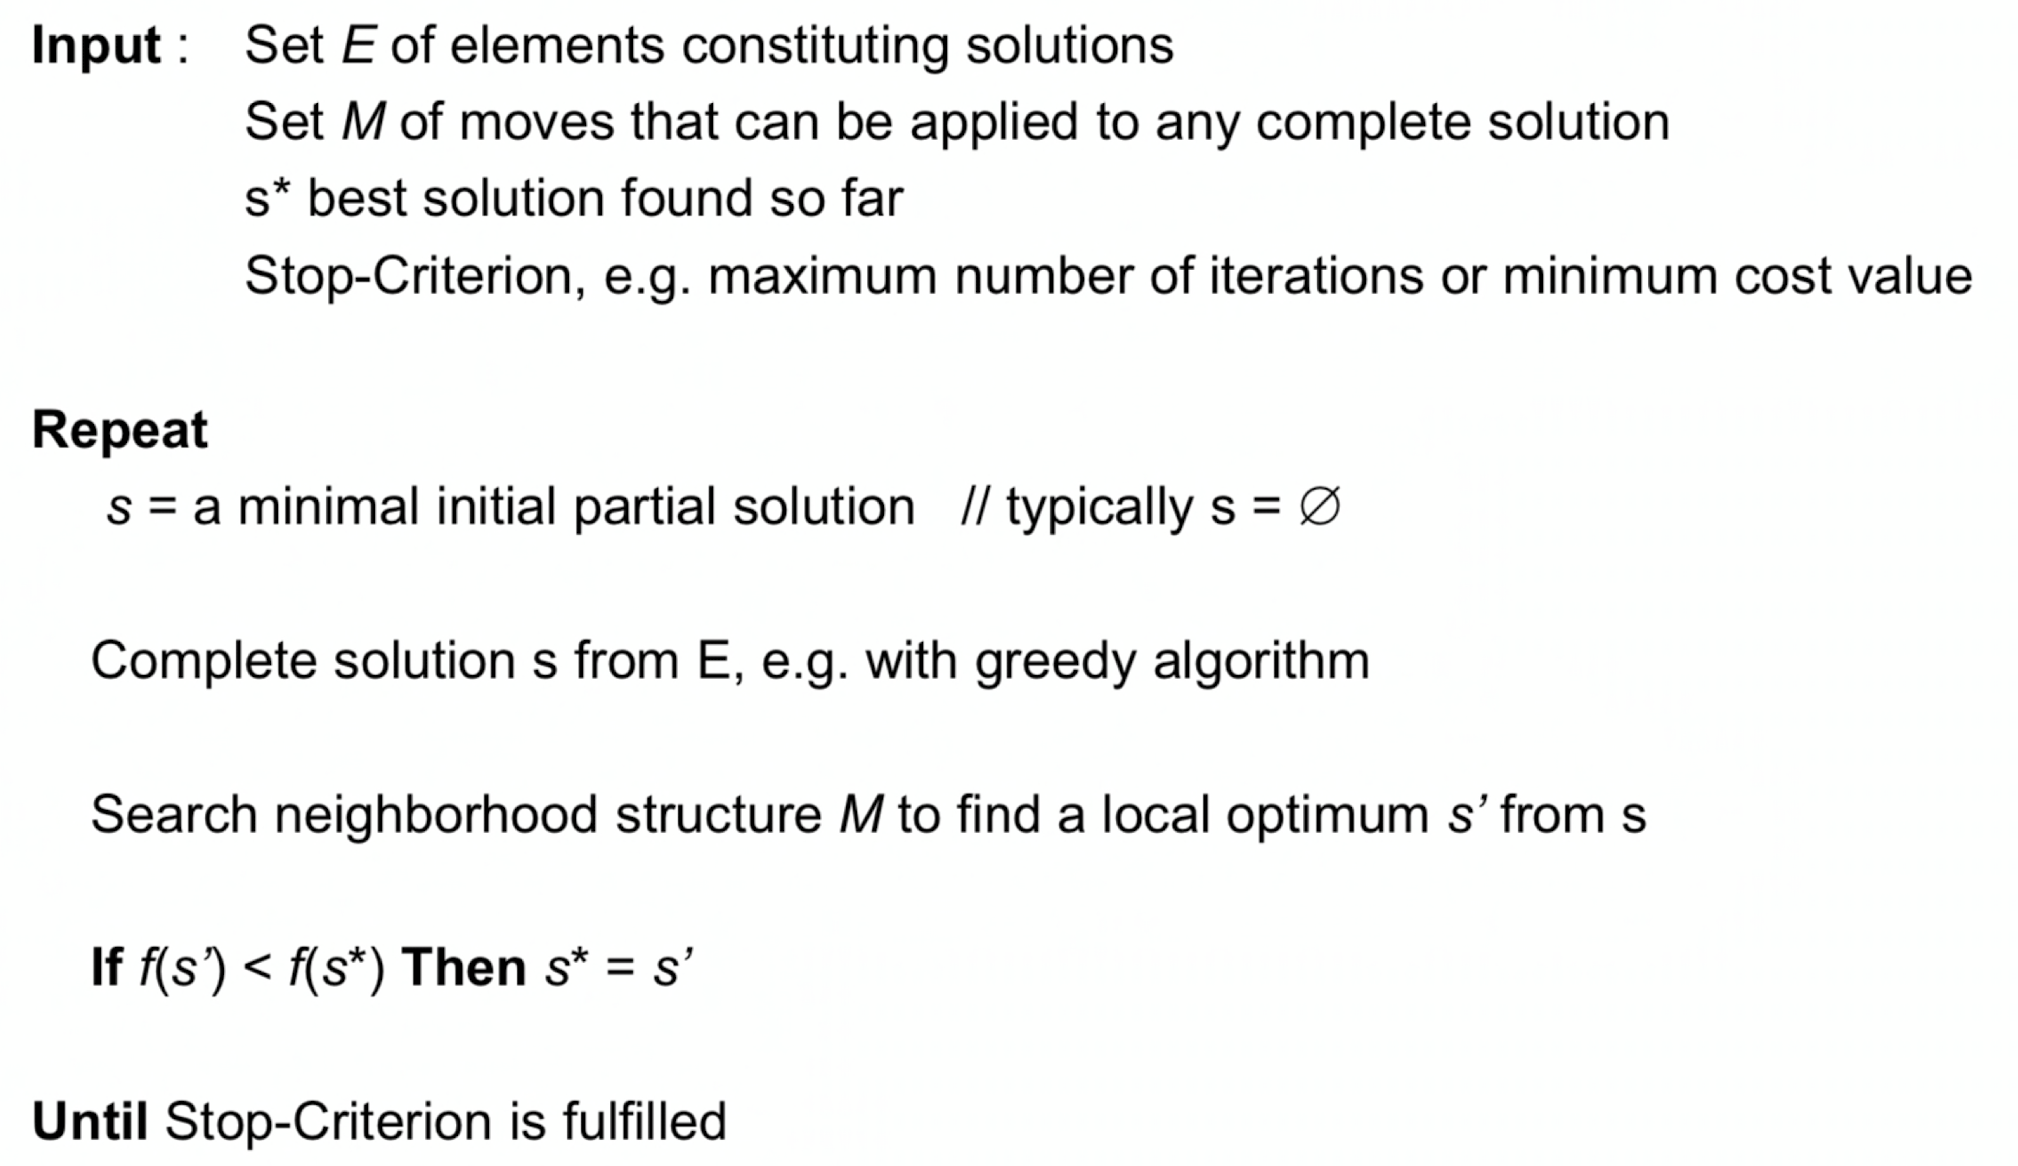 Input : Set E of elements constituting solutions
Set M of moves that can be applied to any complete solution
s* best solution found so far
Stop-Criterion, e.g. maximum number of iterations or minimum cost value
Repeat
s = a minimal initial partial solution // typically s = ∅
Complete solution s from E, e.g. with greedy algorithm
Search neighborhood structure M to find a local optimum s’ from s
If f(s’) < f(s*) Then s* = s’
Until Stop-Criterion is fulfilled